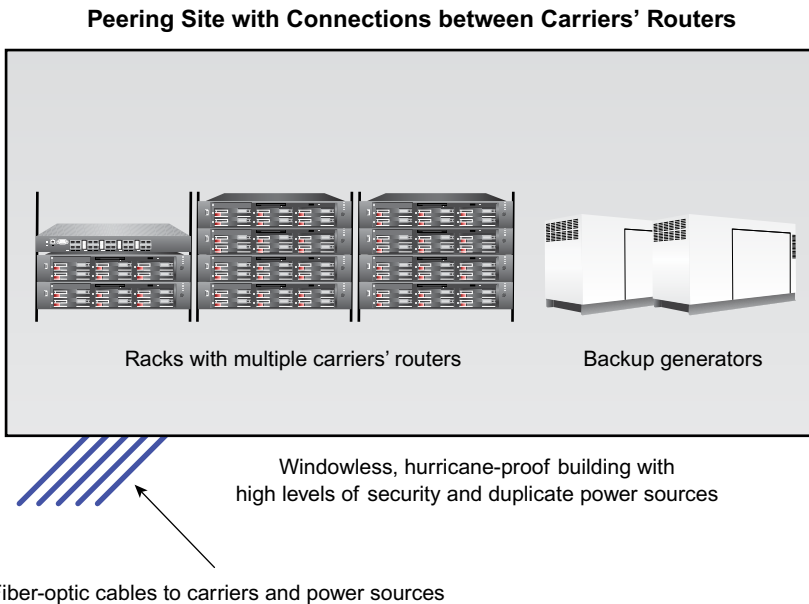 Peering Site with Connections between Carriers’ Routers
Racks with multiple carriers’ routers
Backup generators
Windowless, hurricane-proof building with
high levels of security and duplicate power sources
Fiber-optic cables to carriers and power sources